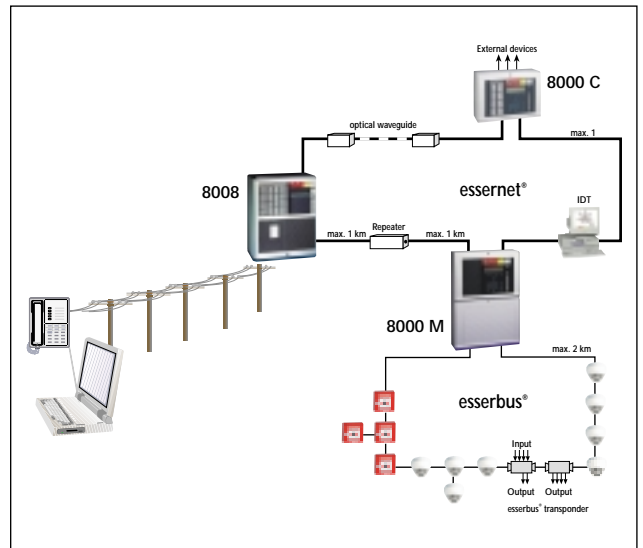 External devices
8000 C
optical waveguide
max. 1
essernet®
IDT
8008
max. 1 km
Repeater
max. 1 km
8000 M
max. 2 km
esserbus®
Input
Output
Output
esserbus® transponder